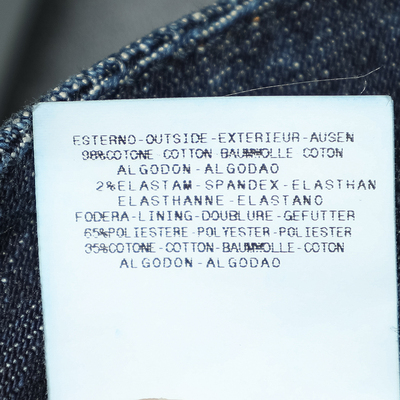 ESTERNO-OUTSIDE-EXTERIEUR-AUSEN
98%COTONE-COTTON-BAUMWOLLE COTON
ALGODON-ALGODAO
2%ELASTAM-SPANDEX-ELASTHAN
ELASTHANNE-ELASTANO
FODERA-LINING-DOUBLURE-GEFUTTER
65%POLIESTERE-POLYESTER-POLIESTER
35%COTONE-COTTON-BAUMWOLLE-COTON
ALGODON-ALGODAO